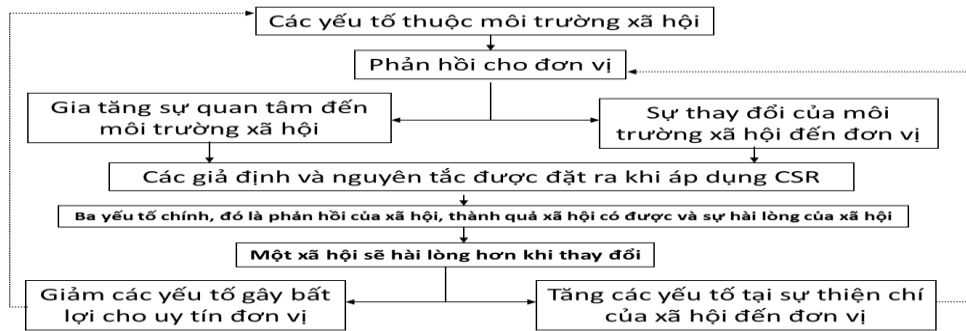 Các yếu tố thuộc môi trường xã hội
Phản hồi cho đơn vị
Gia tăng sự quan tâm đến
môi trường xã hội
Sự thay đổi của môi
trường xã hội đến đơn vị
Các giả định và nguyên tắc được đặt ra khi áp dụng CSR
Ba yếu tố chính, đó là phản hồi của xã hội, thành quả xã hội có được và sự hài lòng của xã hội
Một xã hội sẽ hài lòng hơn khi thay đổi
Giảm các yếu tố gây bất
lợi cho uy tín đơn vị
Tăng các yếu tố tại sự thiện chí
của xã hội đến đơn vị